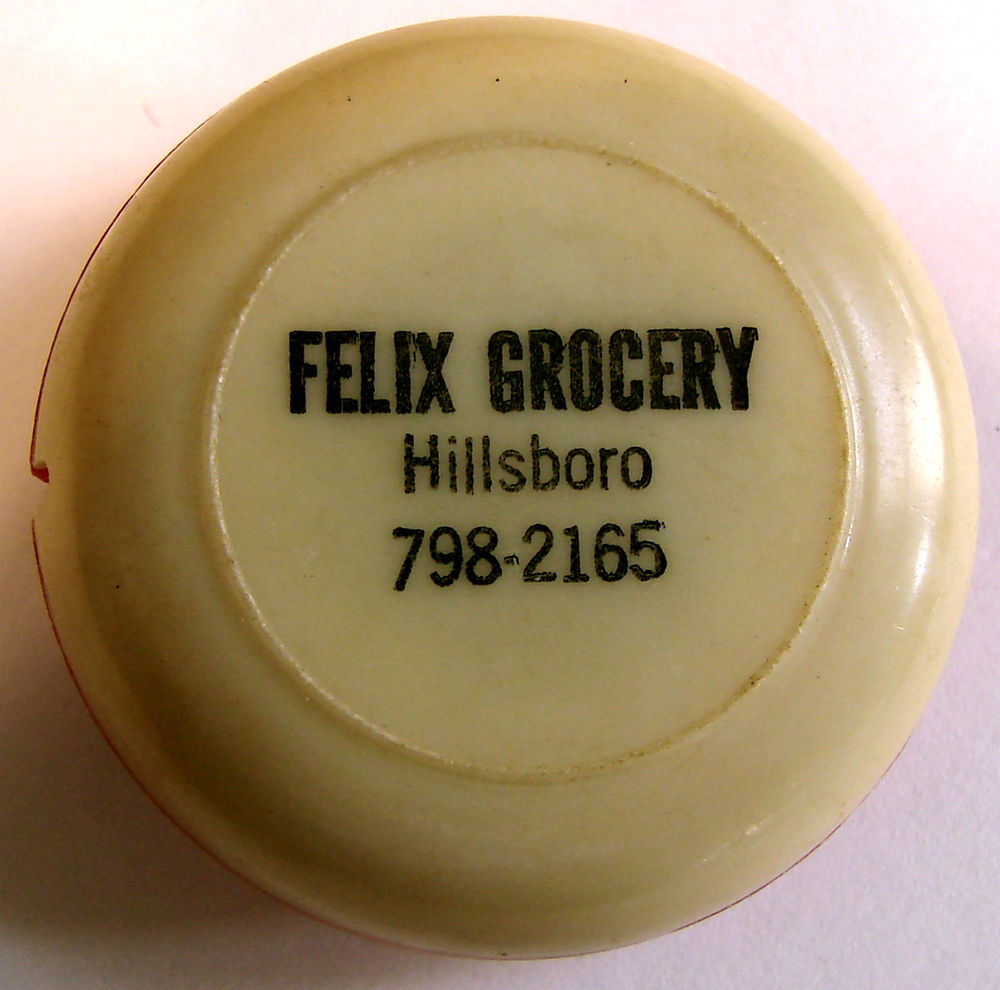 FELIX GROCERY
Hillsboro
798-2165